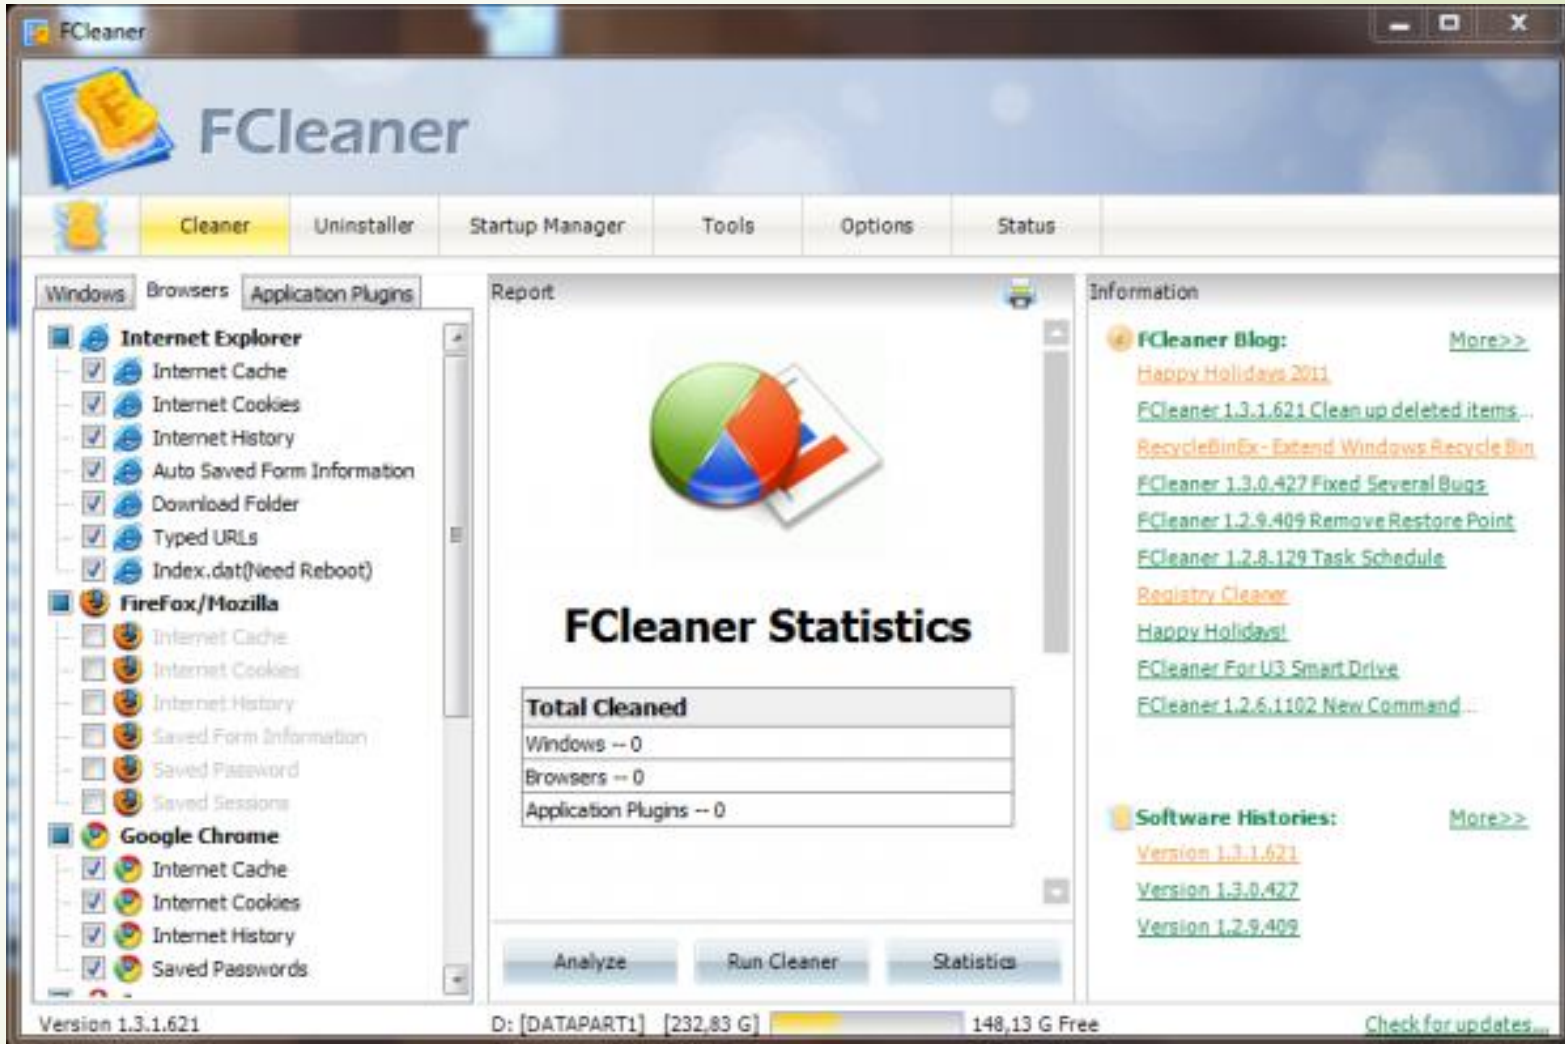 FCleaner
FCleaner
Cleaner Uninstaller Startup Manager Tools Options Status
Windows Browsers Application Plugins
Internet Explorer
Internet Cache
Internet Cookies
Internet History
Auto Saved Form Information
Download Folder
Typed URLs
Index.dat(Need Reboot)
FireFox/Mozilla
Internet Cache
Internet Cookies
Internet History
Saved Form Information
Saved Password
Saved Sessions
Google Chrome
Internet Cache
Internet Cookies
Internet History
Saved Passwords
Report
FCleaner Statistics
Total Cleaned
Windows -- 0
Browsers -- 0
Application Plugins -- 0
Analyze Run Cleaner Statistics
Information
FCleaner Blog: More>>
Happy Holidays 2011
FCleaner 1.3.1.621 Clean up deleted items...
RecycleBinEx - Extend Windows Recycle Bin
FCleaner 1.3.0.427 Fixed Several Bugs
FCleaner 1.2.9.409 Remove Restore Point
FCleaner 1.2.8.129 Task Schedule
Registry Cleaner
Happy Holidays!
FCleaner For U3 Smart Drive
FCleaner 1.2.6.1102 New Command...
Software Histories: More>>
Version 1.3.1.621
Version 1.3.0.427
Version 1.2.9.409
Version 1.3.1.621 D: [DATAPART1] [232,83 G] 148,13 G Free Check for updates...